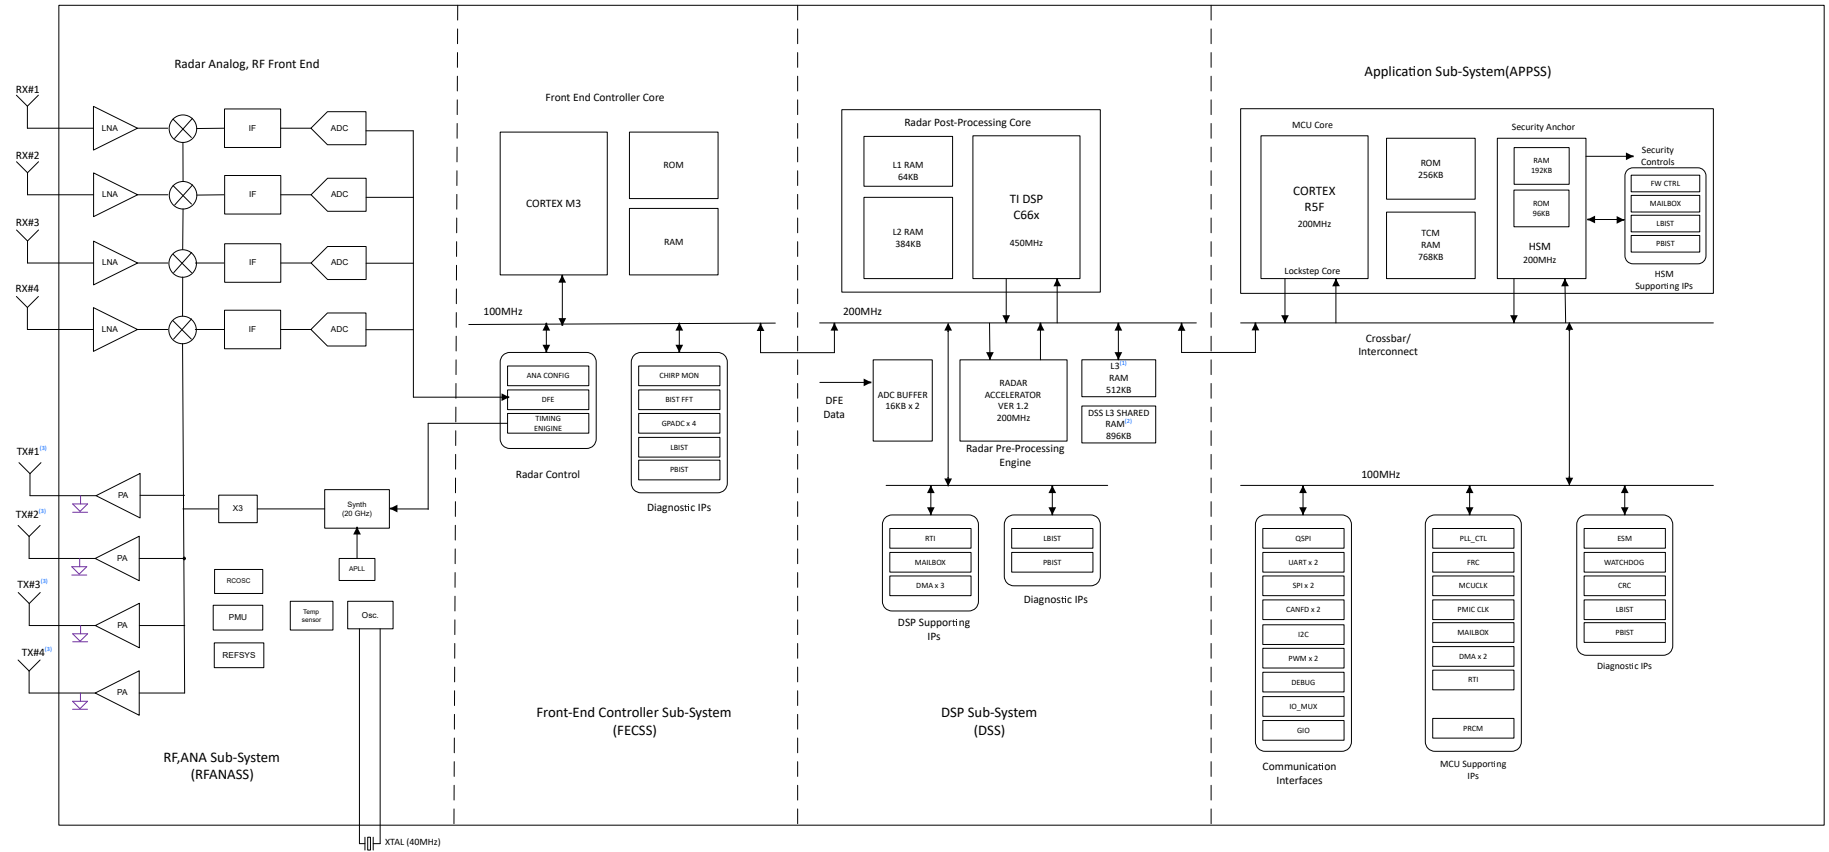 Radar Analog, RF Front End
RX#1
LNA
IF
ADC
RX#2
LNA
IF
ADC
RX#3
LNA
IF
ADC
RX#4
LNA
IF
ADC
TX#1(3)
PA
TX#2(3)
PA
TX#3(3)
PA
TX#4(3)
PA
X3
Synth
(20 GHz)
APLL
RCOSC
PMU
REFSYS
Temp
sensor
Osc.
XTAL (40MHz)
RF,ANA Sub-System
(RFANASS)
Front End Controller Core
CORTEX M3
ROM
RAM
100MHz
ANA CONFIG
DFE
TIMING
ENIGINE
Radar Control
CHIRP MON
BIST FFT
GPADC x 4
LBIST
PBIST
Diagnostic IPs
Front-End Controller Sub-System
(FECSS)
Radar Post-Processing Core
L1 RAM
64KB
L2 RAM
384KB
TI DSP
C66x
450MHz
200MHz
DFE
Data
ADC BUFFER
16KB x 2
RADAR
ACCELERATOR
VER 1.2
200MHz
Radar Pre-Processing
Engine
L3(1)
RAM
512KB
DSS L3 SHARED
RAM(2)
896KB
RTI
MAILBOX
DMA x 3
DSP Supporting
IPs
LBIST
PBIST
Diagnostic IPs
DSP Sub-System
(DSS)
Application Sub-System(APPSS)
MCU Core
CORTEX
R5F
200MHz
Lockstep Core
ROM
256KB
TCM
RAM
768KB
Security Anchor
RAM
192KB
ROM
96KB
HSM
200MHz
Security
Controls
FW CTRL
MAILBOX
LBIST
PBIST
HSM
Supporting IPs
Crossbar/
Interconnect
100MHz
QSPI
UART x 2
SPI x 2
CANFD x 2
I2C
PWM x 2
DEBUG
IO_MUX
GIO
Communication
Interfaces
PLL_CTL
FRC
MCUCLK
PMIC CLK
MAILBOX
DMA x 2
RTI
PRCM
MCU Supporting
IPs
ESM
WATCHDOG
CRC
LBIST
PBIST
Diagnostic IPs